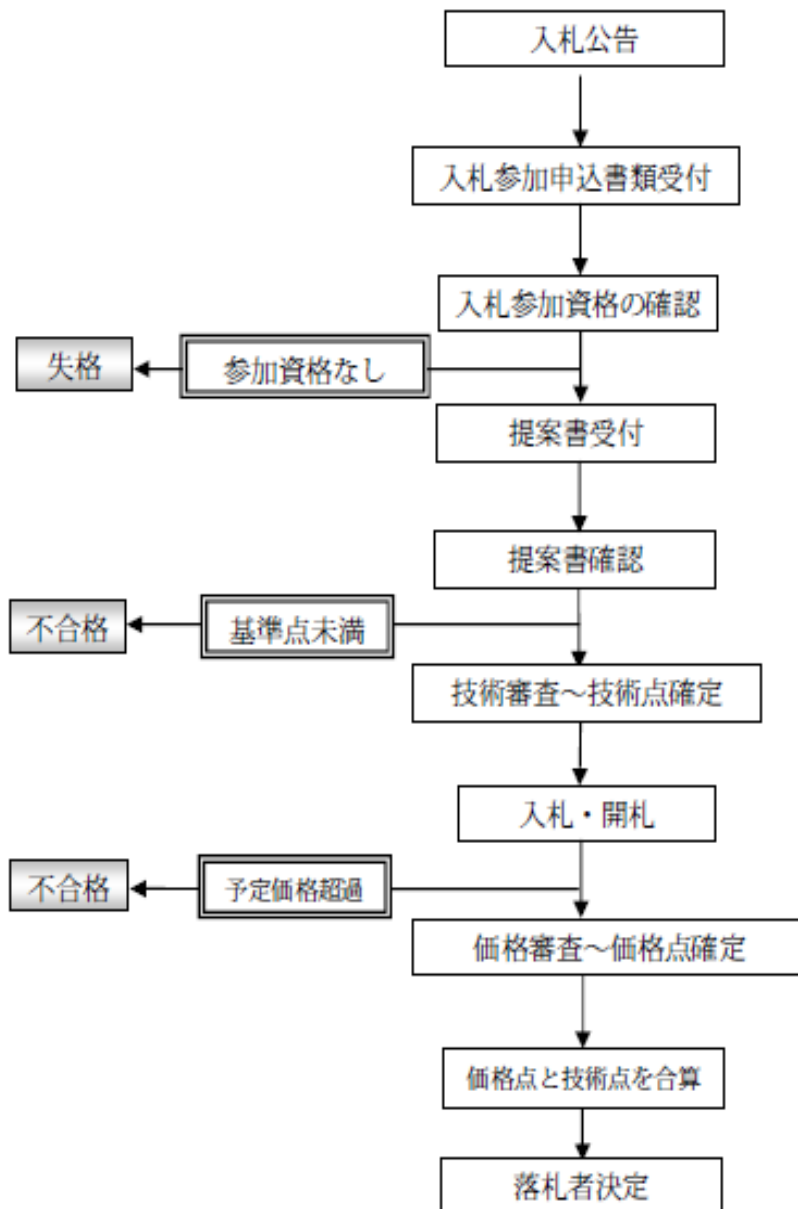 入札公告
入札参加申込書類受付
入札参加資格の確認
失格
参加資格なし
提案書受付
提案書確認
不合格
基準点未満
技術審査～技術点確定
入札・開札
不合格
予定価格超過
価格審査～価格点確定
価格点と技術点を合算
落札者決定